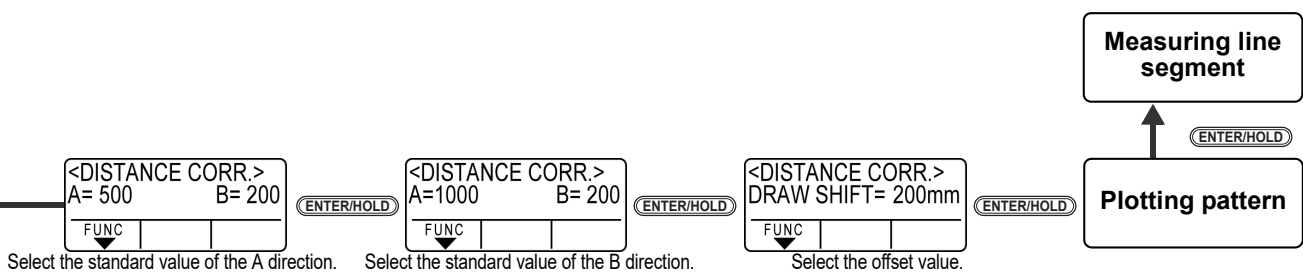 Measuring line
segment
ENTER/HOLD
<DISTANCE CORR.>
A= 500 B= 200
FUNC
Select the standard value of the A direction.
ENTER/HOLD
<DISTANCE CORR.>
A=1000 B= 200
FUNC
Select the standard value of the B direction.
ENTER/HOLD
<DISTANCE CORR.>
DRAW SHIFT= 200mm
FUNC
Select the offset value.
ENTER/HOLD
Plotting pattern